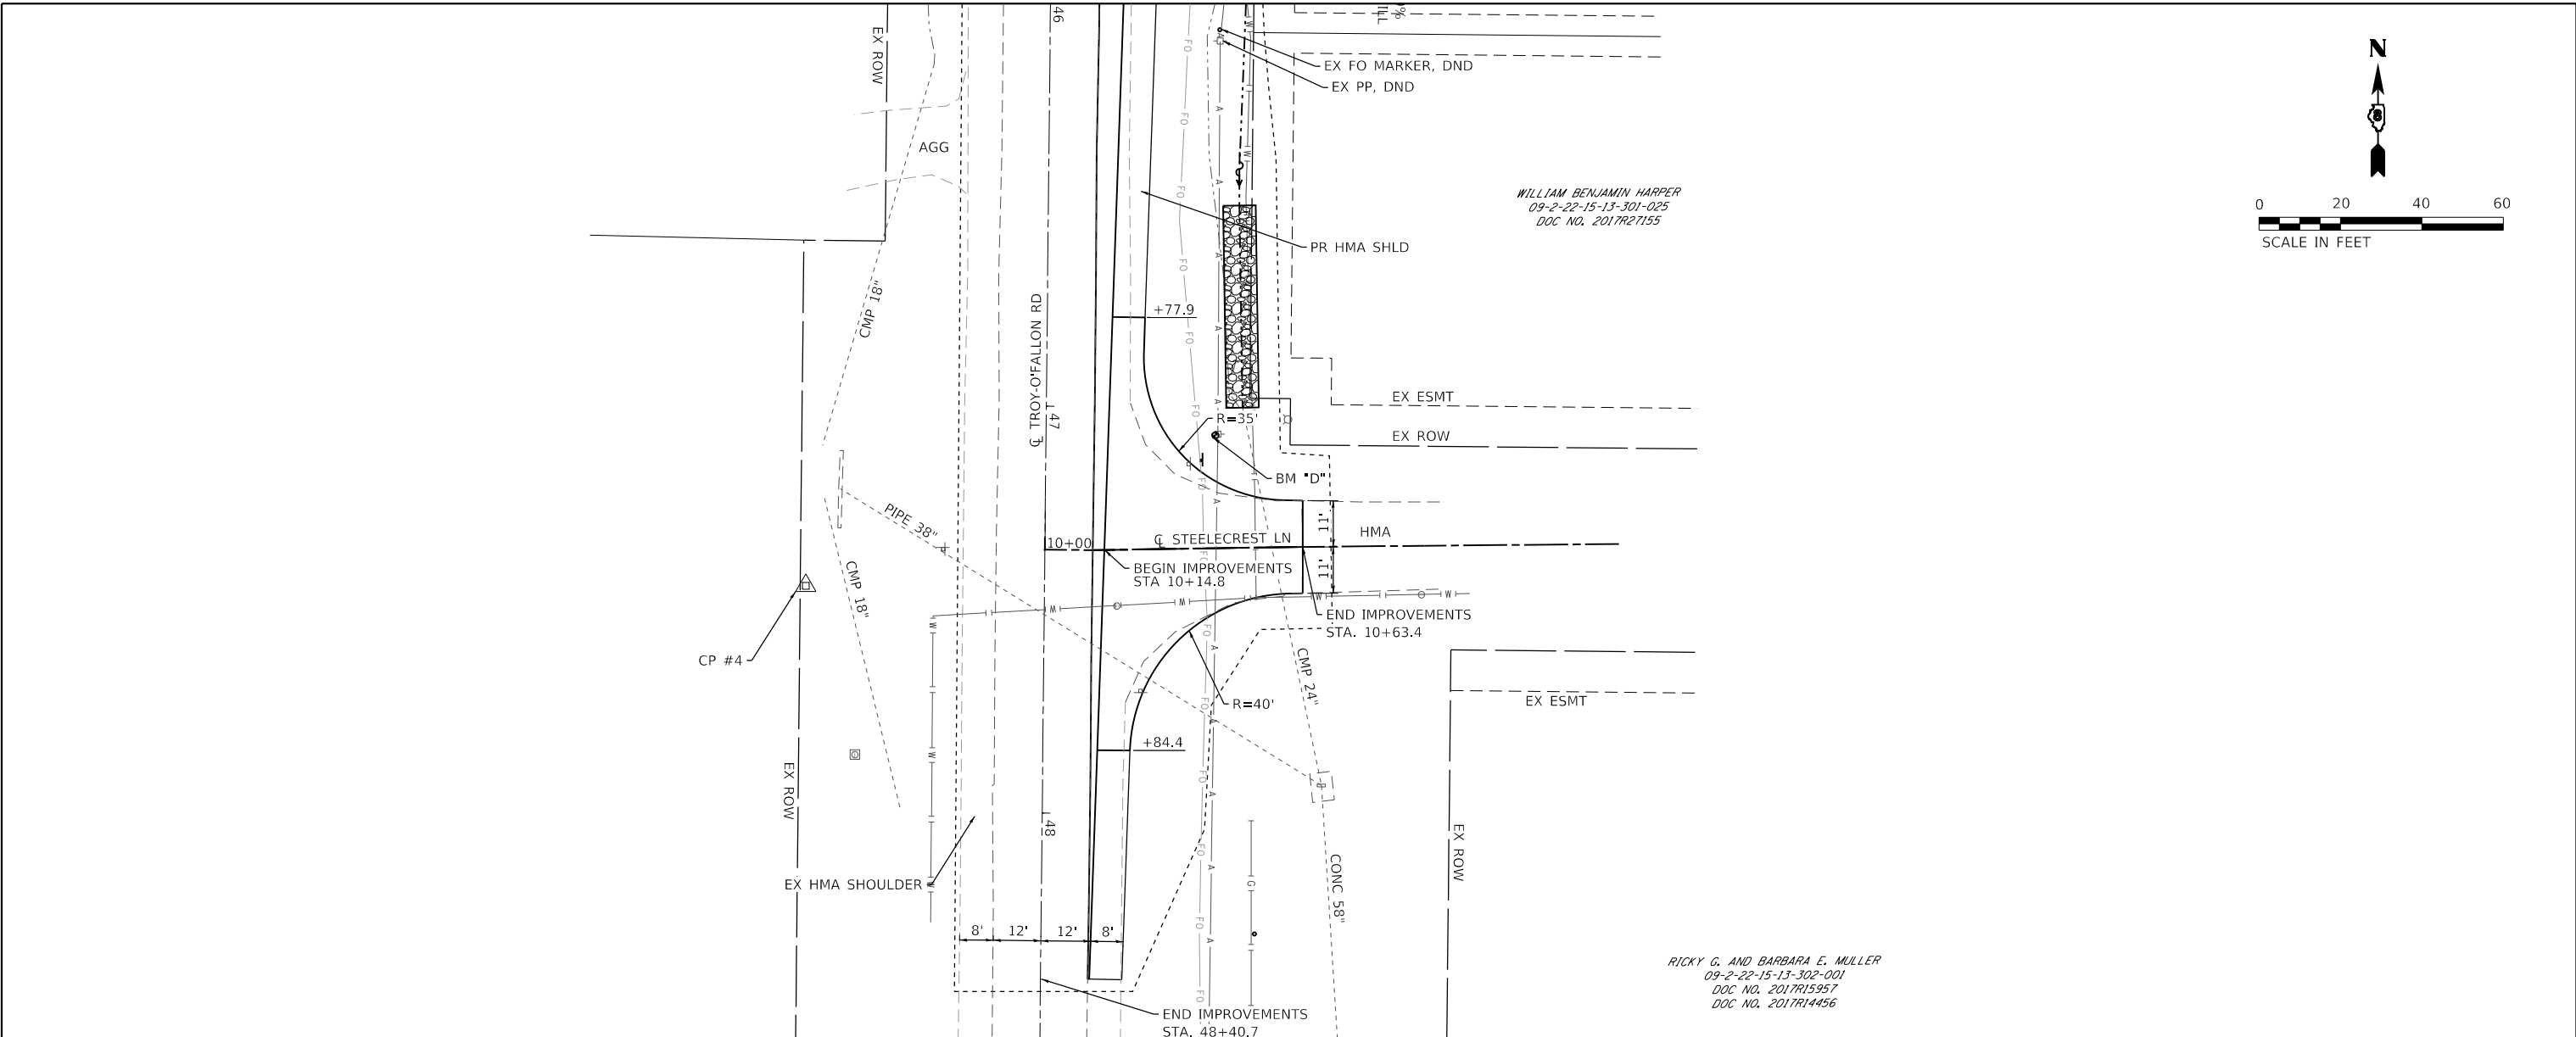 46
EX ROW
%
ILL
EX FO MARKER, DND
EX PP, DND
N
8
0 20 40 60
SCALE IN FEET
AGG
WILLIAM BENJAMIN HARPER
09-2-22-15-13-301-025
DOC NO. 2017R27155
PR HMA SHLD
CMP 18"
+77.9
℄ TROY-O'FALLON RD
47
EX ESMT
R=35'
EX ROW
BM "D"
PIPE 38"
10+00
℄ STEELECREST LN
11'
HMA
BEGIN IMPROVEMENTS
STA 10+14.8
11'
CMP 18"
END IMPROVEMENTS
STA. 10+63.4
CP #4
CMP 24"
R=40'
EX ESMT
+84.4
EX ROW
48
EX ROW
EX HMA SHOULDER
CONC 58"
8' 12' 12' 8'
RICKY G. AND BARBARA E. MULLER
09-2-22-15-13-302-001
DOC NO. 2017R15957
DOC NO. 2017R14456
END IMPROVEMENTS
STA. 48+40.7
FO
A
W
G